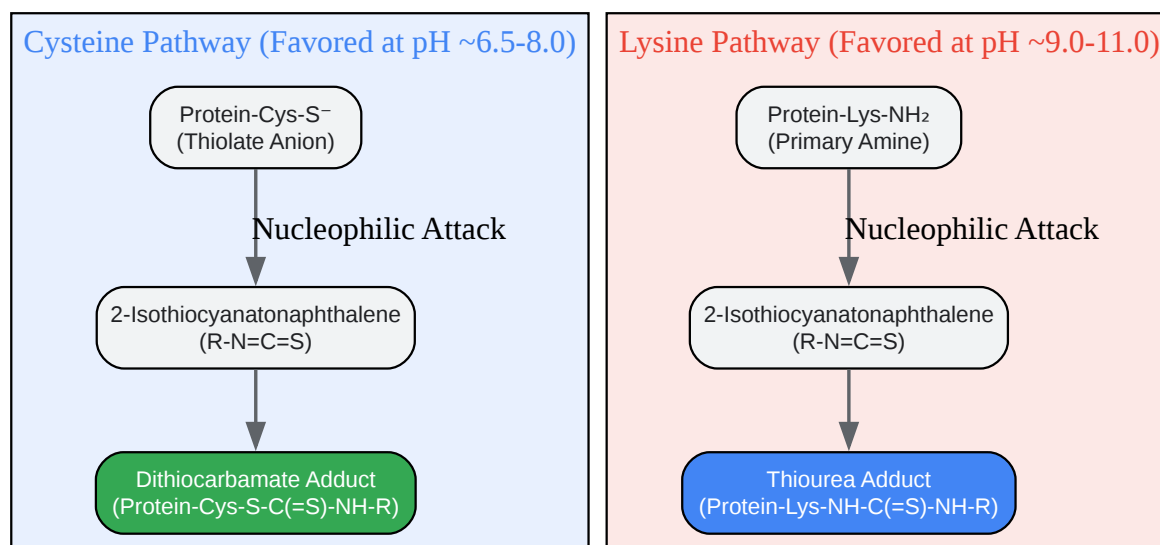 Cysteine Pathway (Favored at pH ~6.5-8.0)
Protein-Cys-S⁻
(Thiolate Anion)
Nucleophilic Attack
2-Isothiocyanatonaphthalene
(R-N=C=S)
Dithiocarbamate Adduct
(Protein-Cys-S-C(=S)-NH-R)
Lysine Pathway (Favored at pH ~9.0-11.0)
Protein-Lys-NH₂
(Primary Amine)
Nucleophilic Attack
2-Isothiocyanatonaphthalene
(R-N=C=S)
Thiourea Adduct
(Protein-Lys-NH-C(=S)-NH-R)